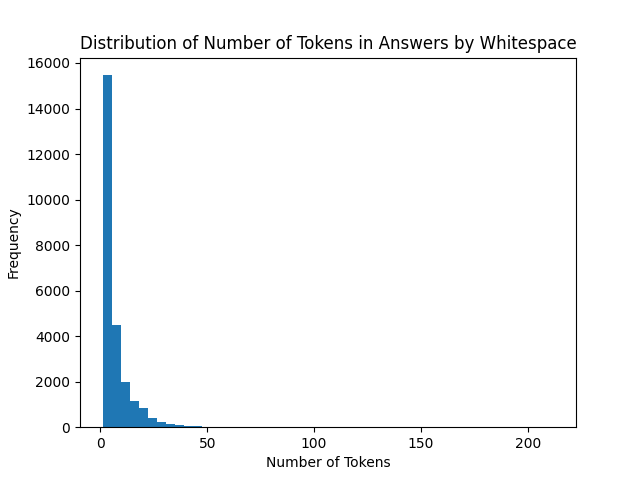 Distribution of Number of Tokens in Answers by Whitespace
16000
14000
12000
10000
8000
6000
4000
2000
0
Frequency
0 50 100 150 200
Number of Tokens